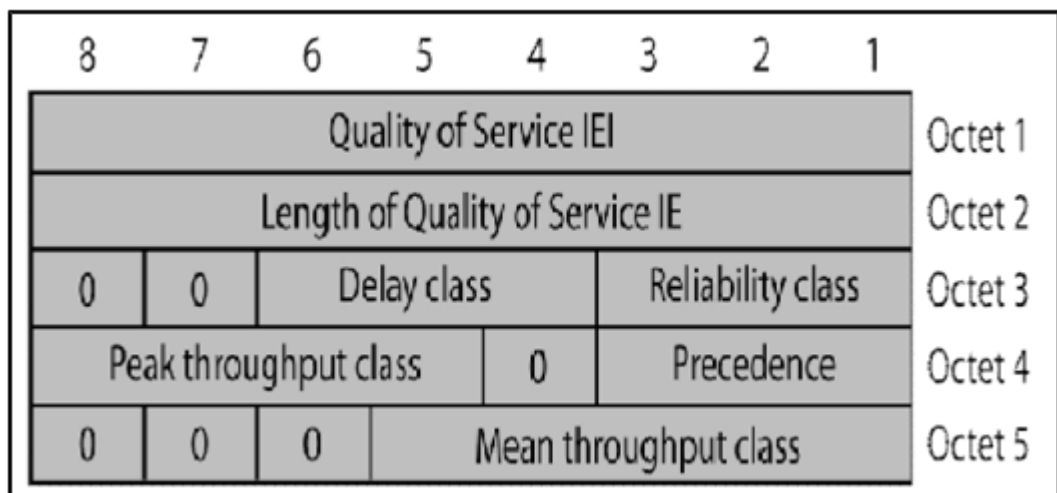 8 7 6 5 4 3 2 1
Quality of Service IEI Octet 1
Length of Quality of Service IE Octet 2
0 0 Delay class Reliability class Octet 3
Peak throughput class 0 Precedence Octet 4
0 0 0 Mean throughput class Octet 5